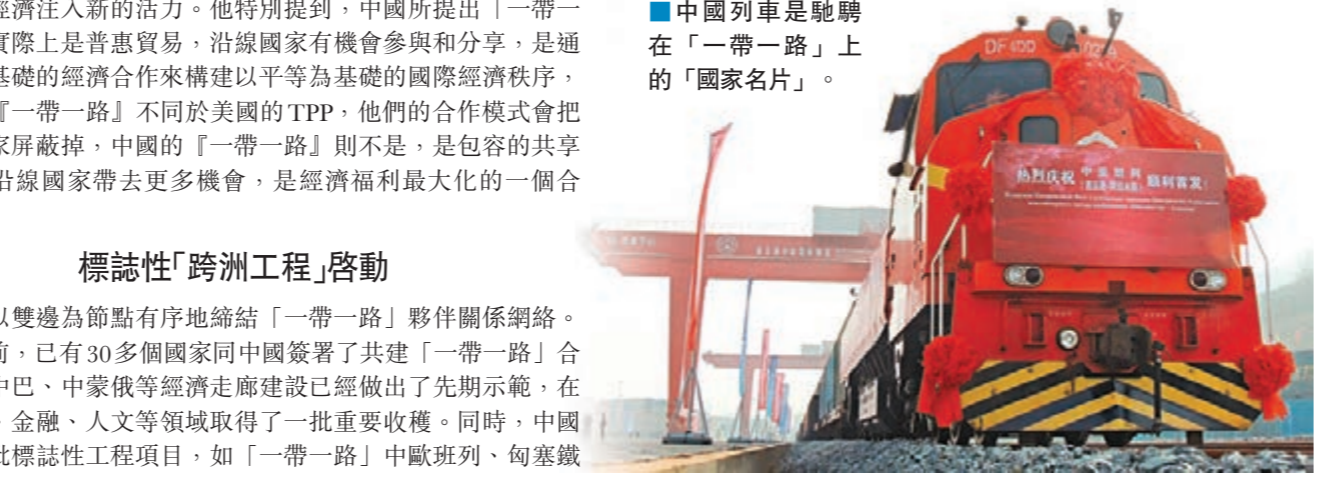 經濟注入新的活力。他特別提到，中國所提出「一帶一
實際上是普惠貿易，沿線國家有機會參與和分享，是通
基礎的經濟合作來構建以平等為基礎的國際經濟秩序，
『一帶一路』不同於美國的TPP，他們的合作模式會把
家屏蔽掉，中國的『一帶一路』則不是，是包容的共享
沿線國家帶去更多機會，是經濟福利最大化的一個合
標誌性「跨洲工程」啓動
以雙邊為節點有序地締結「一帶一路」夥伴關係網絡。
前，已有30多個國家同中國簽署了共建「一帶一路」合
中巴、中蒙俄等經濟走廊建設已經做出了先期示範，在
、金融、人文等領域取得了一批重要收穫。同時，中國
批標誌性工程項目，如「一帶一路」中歐班列、匈塞鐵
■中國列車是馳騁
在「一帶一路」上
的「國家名片」。
DF
热烈庆祝
顺利首发